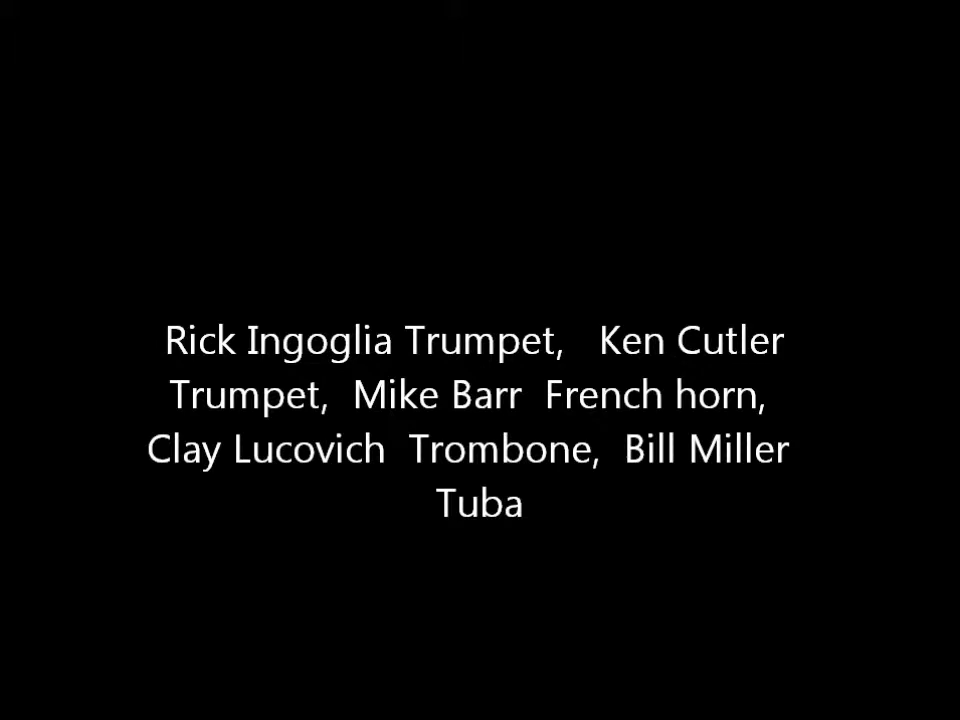 Rick Ingoglia Trumpet,   Ken Cutler
Trumpet,  Mike Barr  French horn,
Clay Lucovich  Trombone,  Bill Miller
Tuba